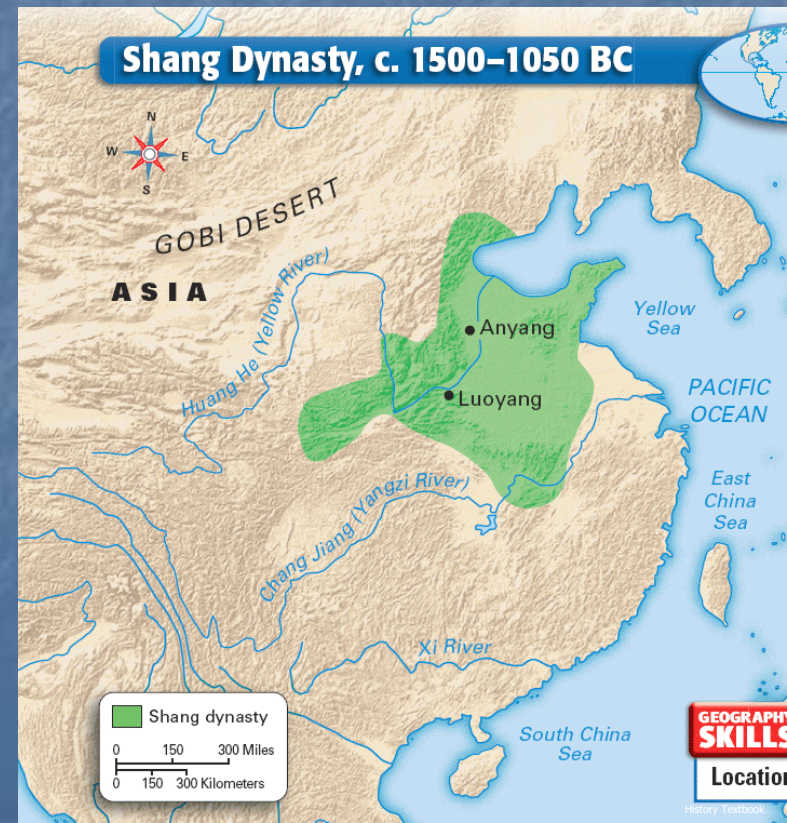 Shang Dynasty, c. 1500–1050 BC
N
W
E
S
GOBI DESERT
ASIA
Huang He (Yellow River)
Anyang
Yellow
Sea
Luoyang
PACIFIC
OCEAN
Chang Jiang (Yangzi River)
East
China
Sea
Xi River
Shang dynasty
0 150 300 Miles
0 150 300 Kilometers
South China
Sea
GEOGRAPHY
SKILLS
Location
History Textbook